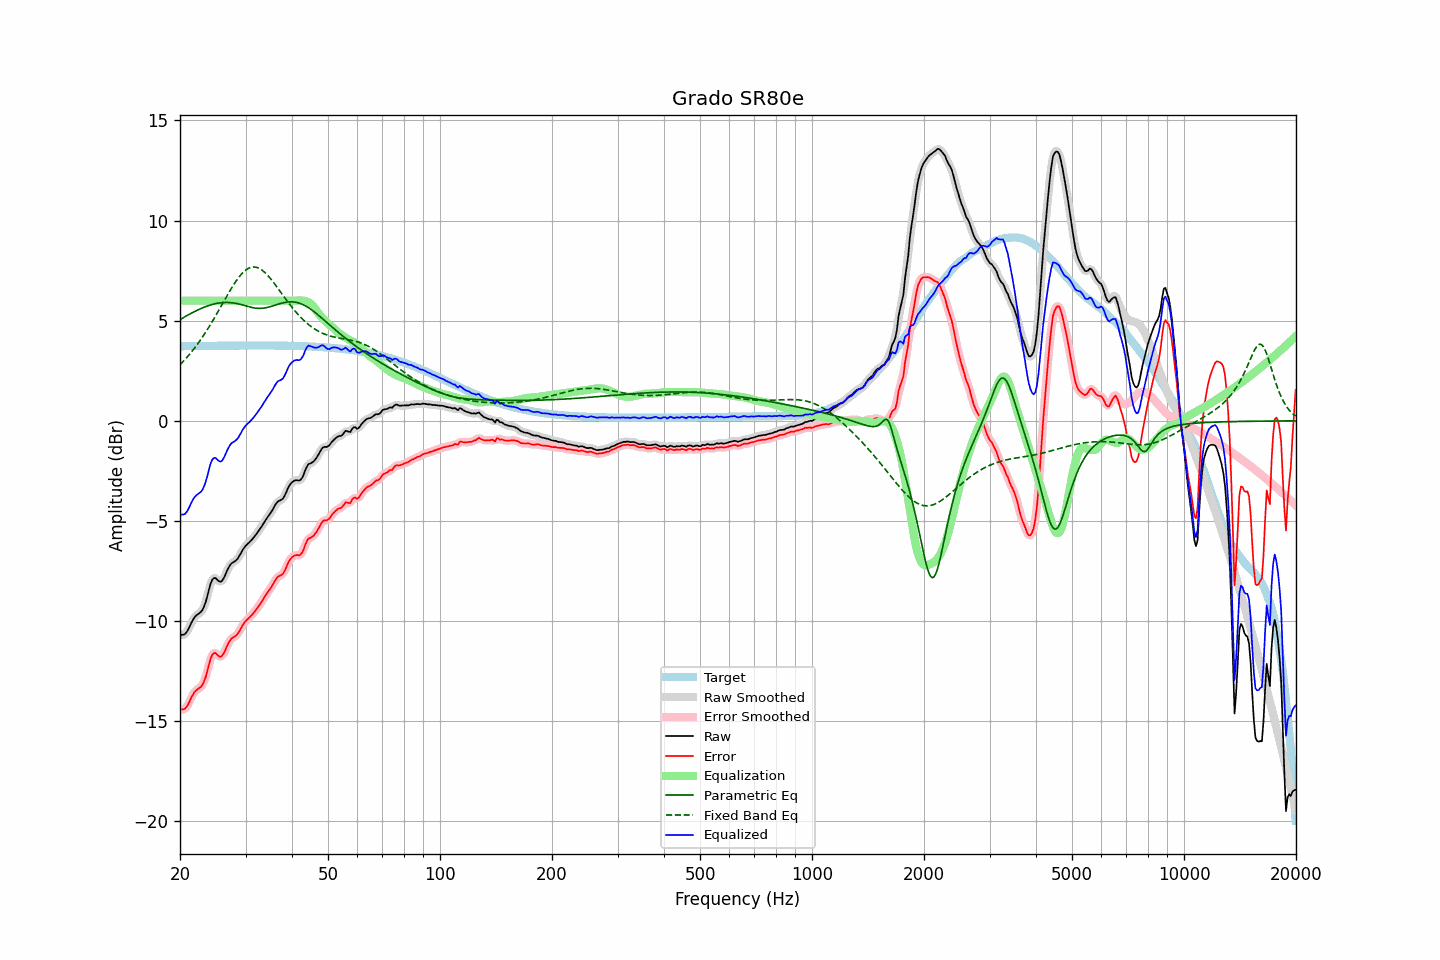 Grado SR80e
Amplitude (dBr)
15
10
5
0
−5
−10
−15
−20
20
50
100
200
500
1000
2000
5000
10000
20000
Frequency (Hz)
Target
Raw Smoothed
Error Smoothed
Raw
Error
Equalization
Parametric Eq
Fixed Band Eq
Equalized